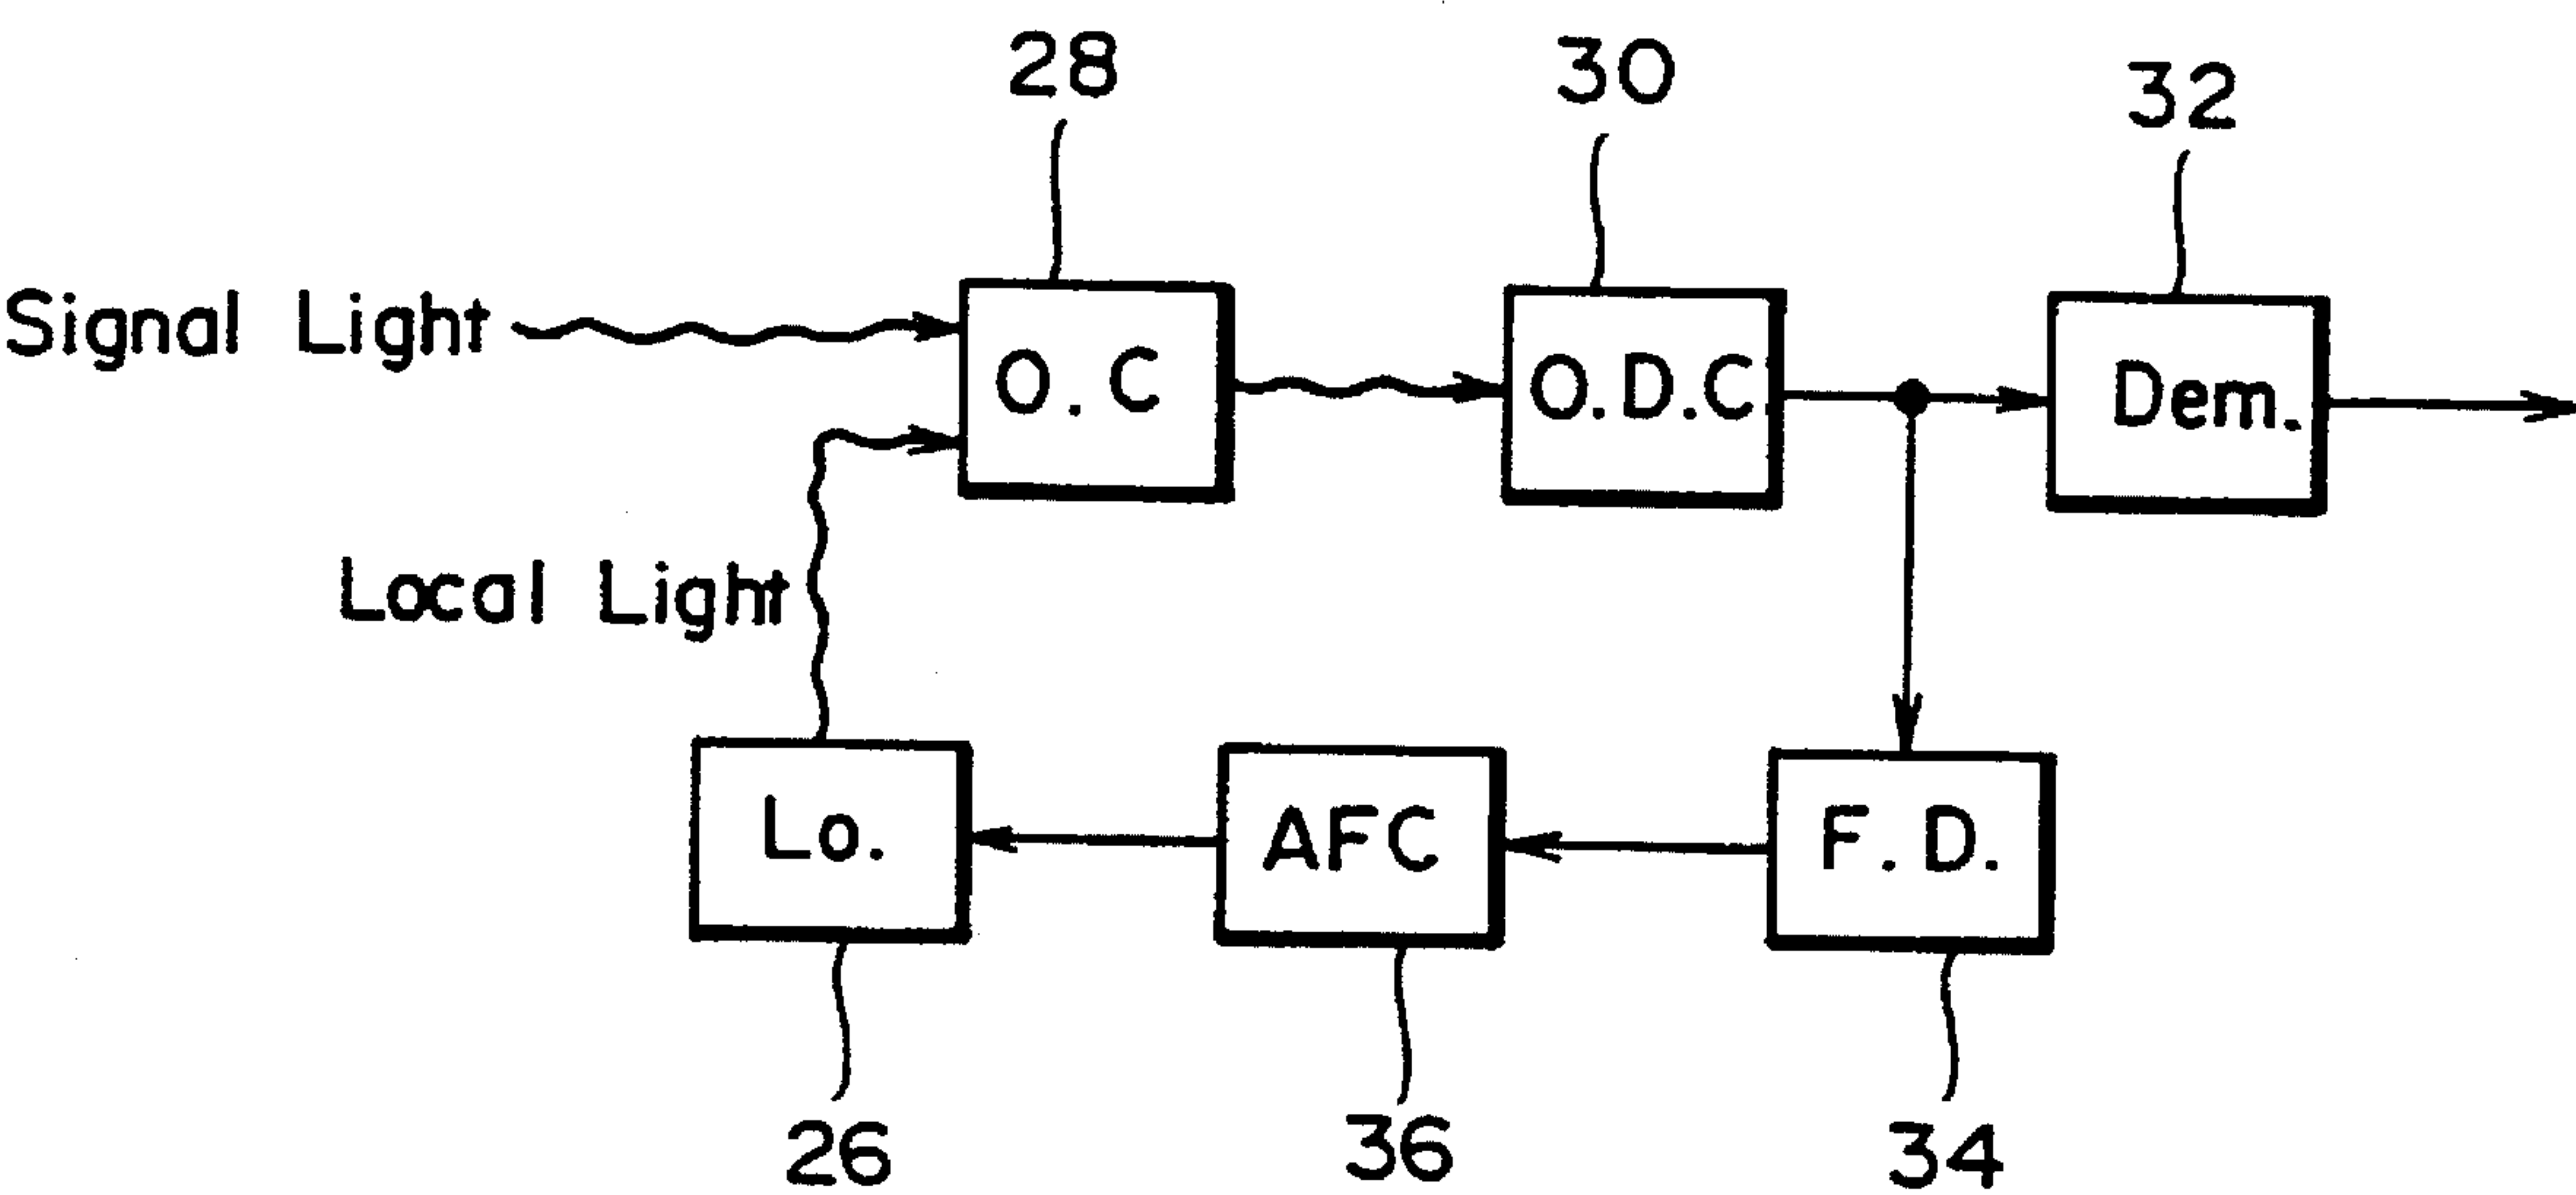 28
30
32
Signal Light
O.C
O.D.C.
Dem.
Local Light
Lo.
AFC
F.D.
26
36
34